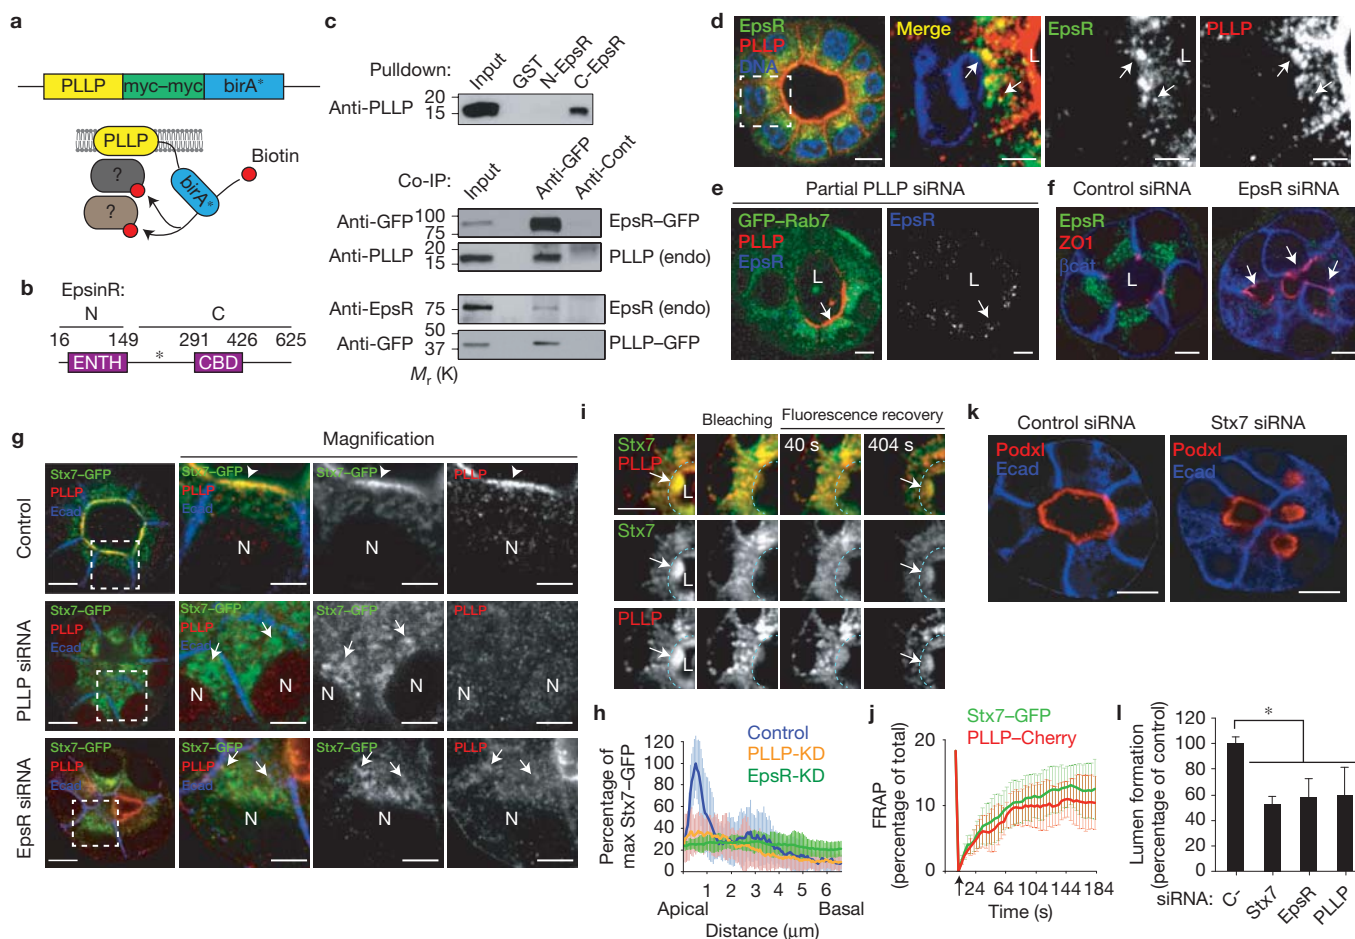 a
PLLP myc–myc birA*
PLLP
Biotin
?
birA*
?
b
EpsinR:
N C
16 149 291 426 625
*
ENTH CBD
c
Pulldown: Input GST N-EpsR C-EpsR
Anti-PLLP 20
15
Co-IP: Input Anti-GFP Anti-Cont
Anti-GFP 100 EpsR–GFP
75
Anti-PLLP 20 PLLP (endo)
15
Anti-EpsR 75 EpsR (endo)
50
Anti-GFP 37 PLLP–GFP
Mr (K)
d
EpsR
PLLP
DNA
Merge
EpsR
L
PLLP
L
e
Partial PLLP siRNA
GFP–Rab7
PLLP
EpsR
L
EpsR
L
f
Control siRNA EpsR siRNA
EpsR
ZO1
βcat
L
g
Magnification
Control
Stx7–GFP
PLLP
Ecad
Stx7–GFP
PLLP
Ecad
N
Stx7–GFP
N
PLLP
N
PLLP siRNA
Stx7–GFP
PLLP
Ecad
Stx7–GFP
PLLP
Ecad
N N
Stx7–GFP
N N
PLLP
EpsR siRNA
Stx7–GFP
PLLP
Ecad
Stx7–GFP
PLLP
Ecad
N
Stx7–GFP
N
PLLP
N
h
Percentage of
max Stx7–GFP
120
100
80
60
40
20
0
Control
PLLP-KD
EpsR-KD
1 2 3 4 5 6
Apical Basal
Distance (μm)
i
Bleaching Fluorescence recovery
Stx7
PLLP
L
40 s 404 s
Stx7
L
PLLP
L
j
Stx7–GFP
PLLP–Cherry
FRAP
(percentage of total)
20
10
0
24 64 104 144 184
Time (s)
k
Control siRNA Stx7 siRNA
Podxl
Ecad
Podxl
Ecad
l
Lumen formation
(percentage of control)
120
100
80
60
40
20
0
*
siRNA: C- Stx7 EpsR PLLP